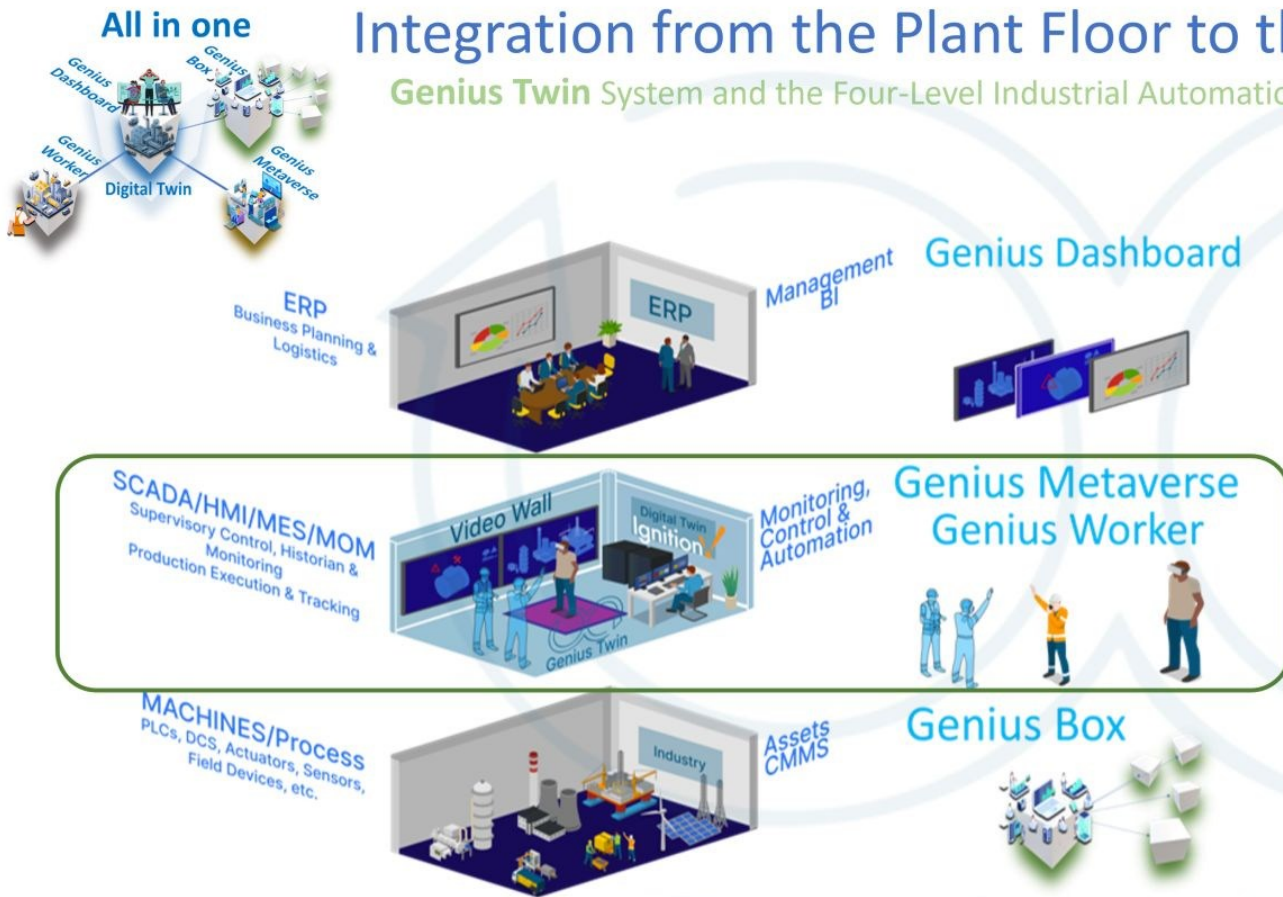 All in one
Genius
Dashboard
Genius
Box
Genius
Worker
Digital Twin
Genius
Metaverse
Integration from the Plant Floor to th
Genius Twin System and the Four-Level Industrial Automatio
ERP
Business Planning &
Logistics
ERP
Management
BI
Genius Dashboard
SCADA/HMI/MES/MOM
Supervisory Control, Historian &
Monitoring
Production Execution & Tracking
Video Wall
Digital Twin
Ignition
Genius Twin
Monitoring,
Control &
Automation
Genius Metaverse
Genius Worker
MACHINES/Process
PLCs, DCS, Actuators, Sensors,
Field Devices, etc.
Industry
Assets
CMMS
Genius Box